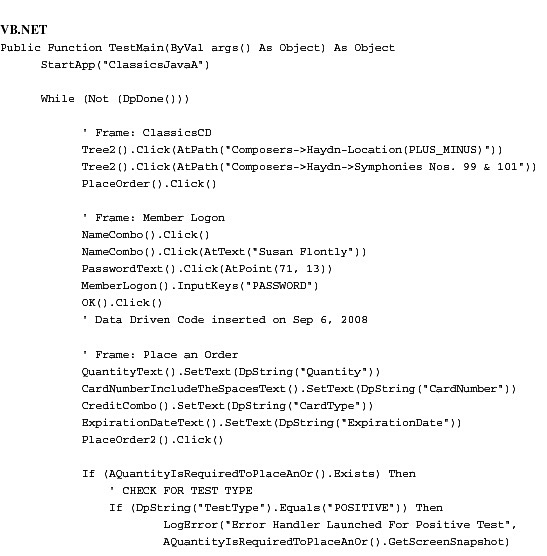 VB.NET
Public Function TestMain(ByVal args() As Object) As Object
StartApp("ClassicsJavaA")
While (Not (DpDone()))
' Frame: ClassicsCD
Tree2().Click(AtPath("Composers->Haydn-Location(PLUS_MINUS)"))
Tree2().Click(AtPath("Composers->Haydn->Symphonies Nos. 99 & 101"))
PlaceOrder().Click()
' Frame: Member Logon
NameCombo().Click()
NameCombo().Click(AtText("Susan Flontly"))
PasswordText().Click(AtPoint(71, 13))
MemberLogon().InputKeys("PASSWORD")
OK().Click()
' Data Driven Code inserted on Sep 6, 2008
' Frame: Place an Order
QuantityText().SetText(DpString("Quantity"))
CardNumberIncludeTheSpacesText().SetText(DpString("CardNumber"))
CreditCombo().SetText(DpString("CardType"))
ExpirationDateText().SetText(DpString("ExpirationDate"))
PlaceOrder2().Click()
If (AQuantityIsRequiredToPlaceAnOr().Exists) Then
' CHECK FOR TEST TYPE
If (DpString("TestType").Equals("POSITIVE")) Then
LogError("Error Handler Launched For Positive Test",
AQuantityIsRequiredToPlaceAnOr().GetScreenSnapshot)